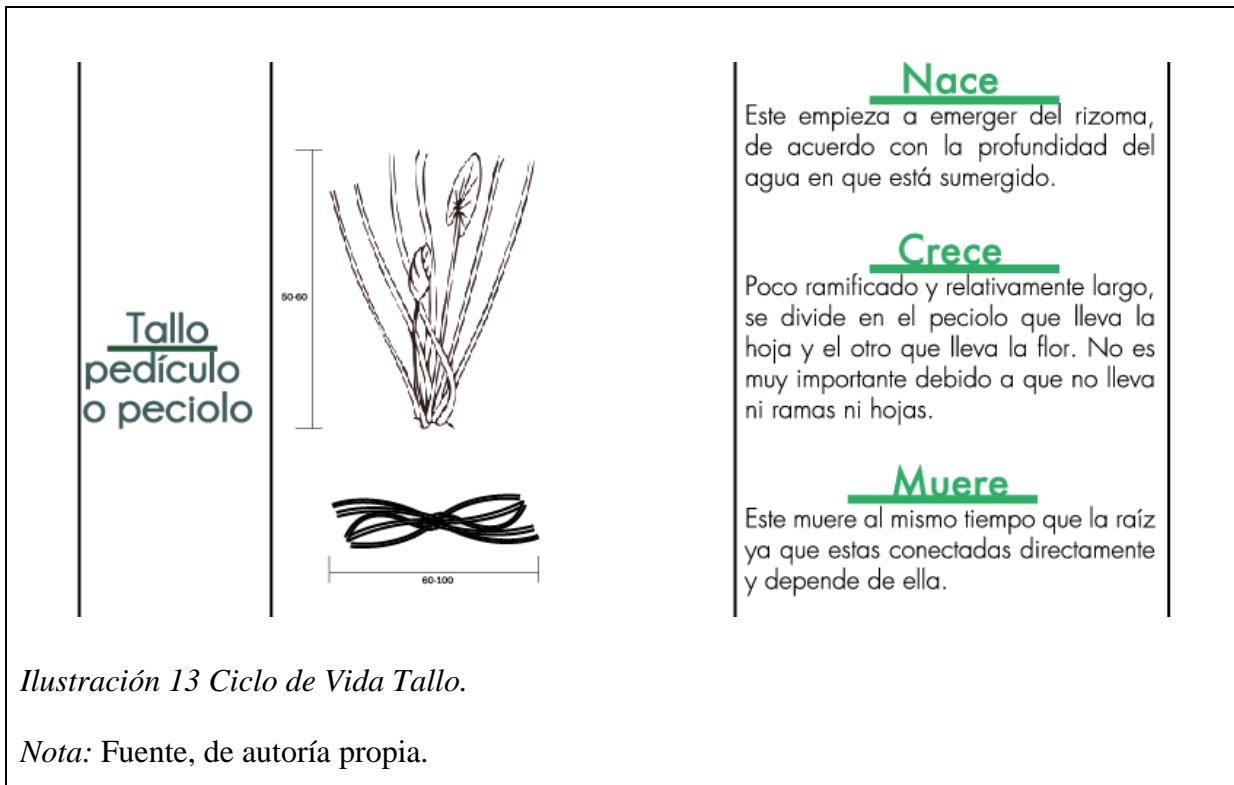 Tallo
pedículo
o peciolo
50-60
60-100
Nace
Este empieza a emerger del rizoma,
de acuerdo con la profundidad del
agua en que está sumergido.
Crece
Poco ramificado y relativamente largo,
se divide en el peciolo que lleva la
hoja y el otro que lleva la flor. No es
muy importante debido a que no lleva
ni ramas ni hojas.
Muere
Este muere al mismo tiempo que la raíz
ya que estas conectadas directamente
y depende de ella.
Ilustración 13 Ciclo de Vida Tallo.
Nota: Fuente, de autoría propia.